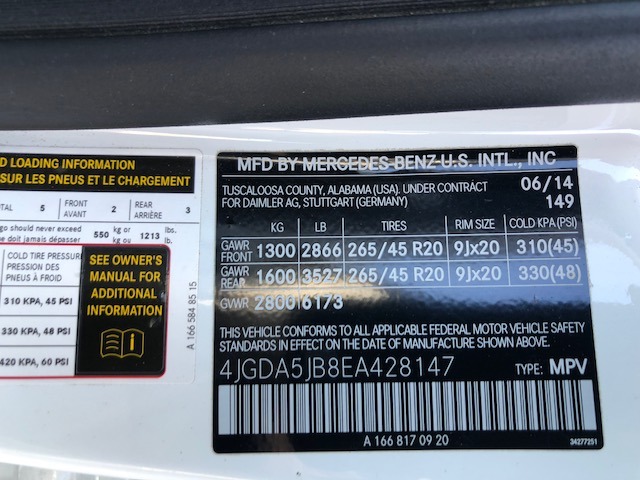 D LOADING INFORMATION
SUR LES PNEUS ET LE CHARGEMENT
TOTAL 5 FRONT AVANT 2 REAR ARRIÈRE 3
go should never exceed 550 kg or 1213 lbs.
e doit jamais dépasser kg ou lb.
COLD TIRE PRESSURE
PRESSION DES
PNEUS À FROID
310 KPA, 45 PSI
330 KPA, 48 PSI
420 KPA, 60 PSI
SEE OWNER'S
MANUAL FOR
ADDITIONAL
INFORMATION
A 166 584 85 15
MFD BY MERCEDES-BENZ U.S. INTL., INC
TUSCALOOSA COUNTY, ALABAMA (USA). UNDER CONTRACT 06/14
FOR DAIMLER AG, STUTTGART (GERMANY) 149
KG LB TIRES RIM SIZE COLD KPA (PSI)
GAWR FRONT 1300 2866 265/45 R20 9Jx20 310(45)
GAWR REAR 1600 3527 265/45 R20 9Jx20 330(48)
GVWR 2800 6173
THIS VEHICLE CONFORMS TO ALL APPLICABLE FEDERAL MOTOR VEHICLE SAFETY
STANDARDS IN EFFECT ON THE DATE OF MANUFACTURE SHOWN ABOVE.
4JGDA5JB8EA428147 TYPE: MPV
A 166 817 09 20
34277251